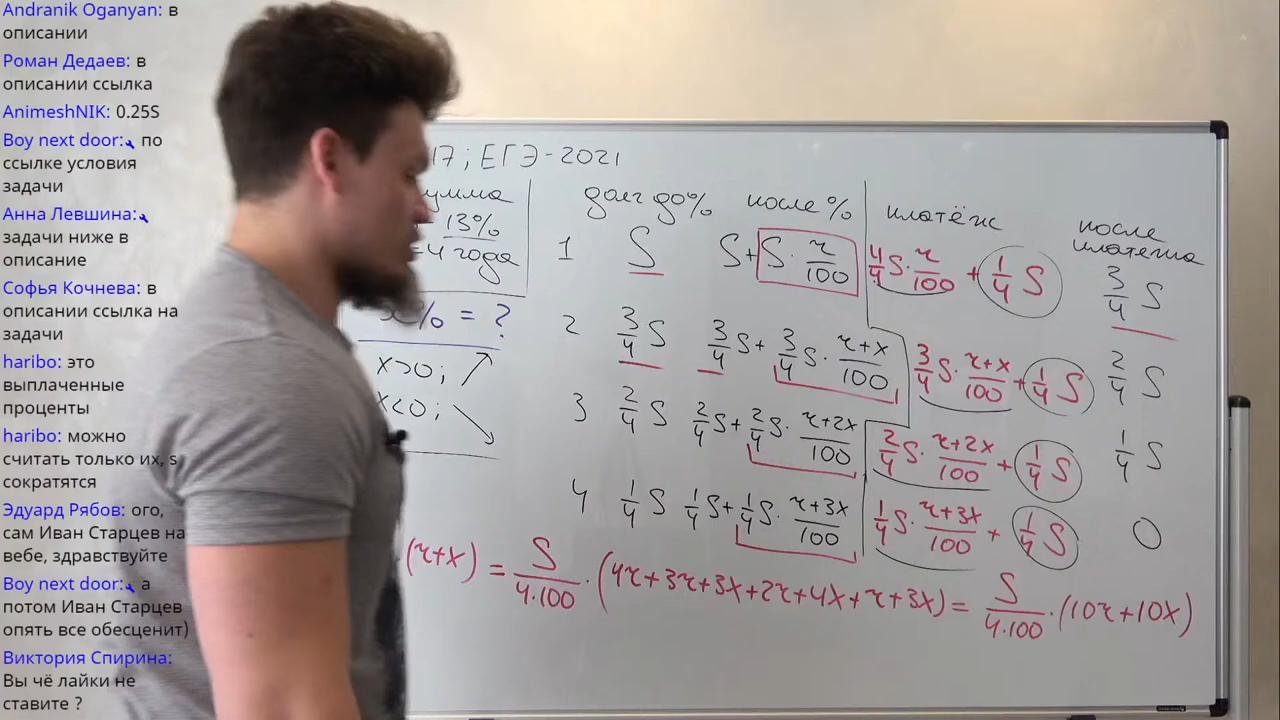 Andranik Oganyan: в
описании
Роман Дедаев: в
описании ссылка
AnimeshNIK: 0.25S
Boy next door: по
ссылке условия
задачи
Анна Левшина:
задачи ниже в
описание
Софья Кочнева: в
описании ссылка на
задачи
haribo: это
выплаченные
проценты
haribo: можно
считать только их, s
сократятся
Эдуард Рябов: ого,
сам Иван Старцев на
вебе, здравствуйте
Boy next door: а
потом Иван Старцев
опять все обесценит)
Виктория Спирина:
Вы чё лайки не
ставите ?
17; ЕГЭ-2021
13%
4 года
% = ?
x>0;
x<0;
долг до % после % платёж после платежа
1 S S+S·r/100 4/4 S·r/100 + 1/4 S 3/4 S
2 3/4 S 3/4 S+3/4 S·(r+x)/100 3/4 S·(r+x)/100 + 1/4 S 2/4 S
3 2/4 S 2/4 S+2/4 S·(r+2x)/100 2/4 S·(r+2x)/100 + 1/4 S 1/4 S
4 1/4 S 1/4 S+1/4 S·(r+3x)/100 1/4 S·(r+3x)/100 + 1/4 S 0
(r+x) = S/(4·100)·(4r+3r+3x+2r+4x+r+3x) = S/(4·100)·(10r+10x)